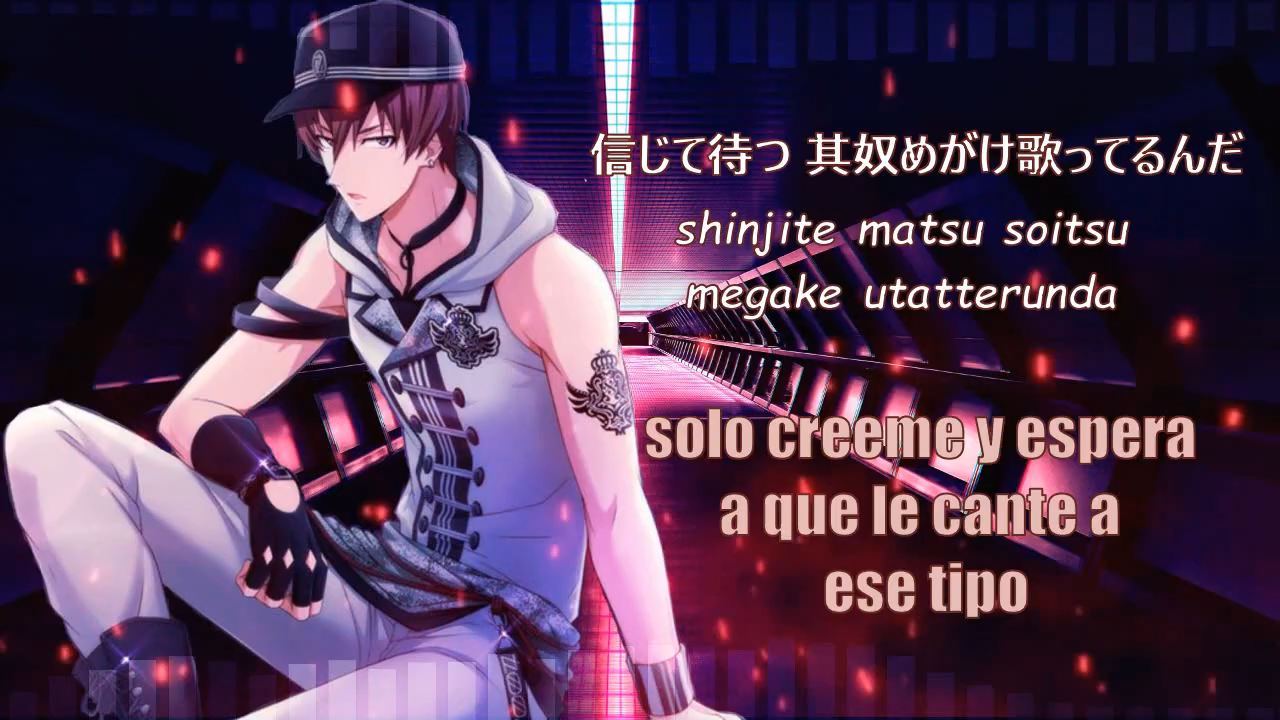 信じて待つ 其奴めがけ歌ってるんだ
shinjite matsu soitsu
megake utatterunda
solo creeme y espera
a que le cante a
ese tipo